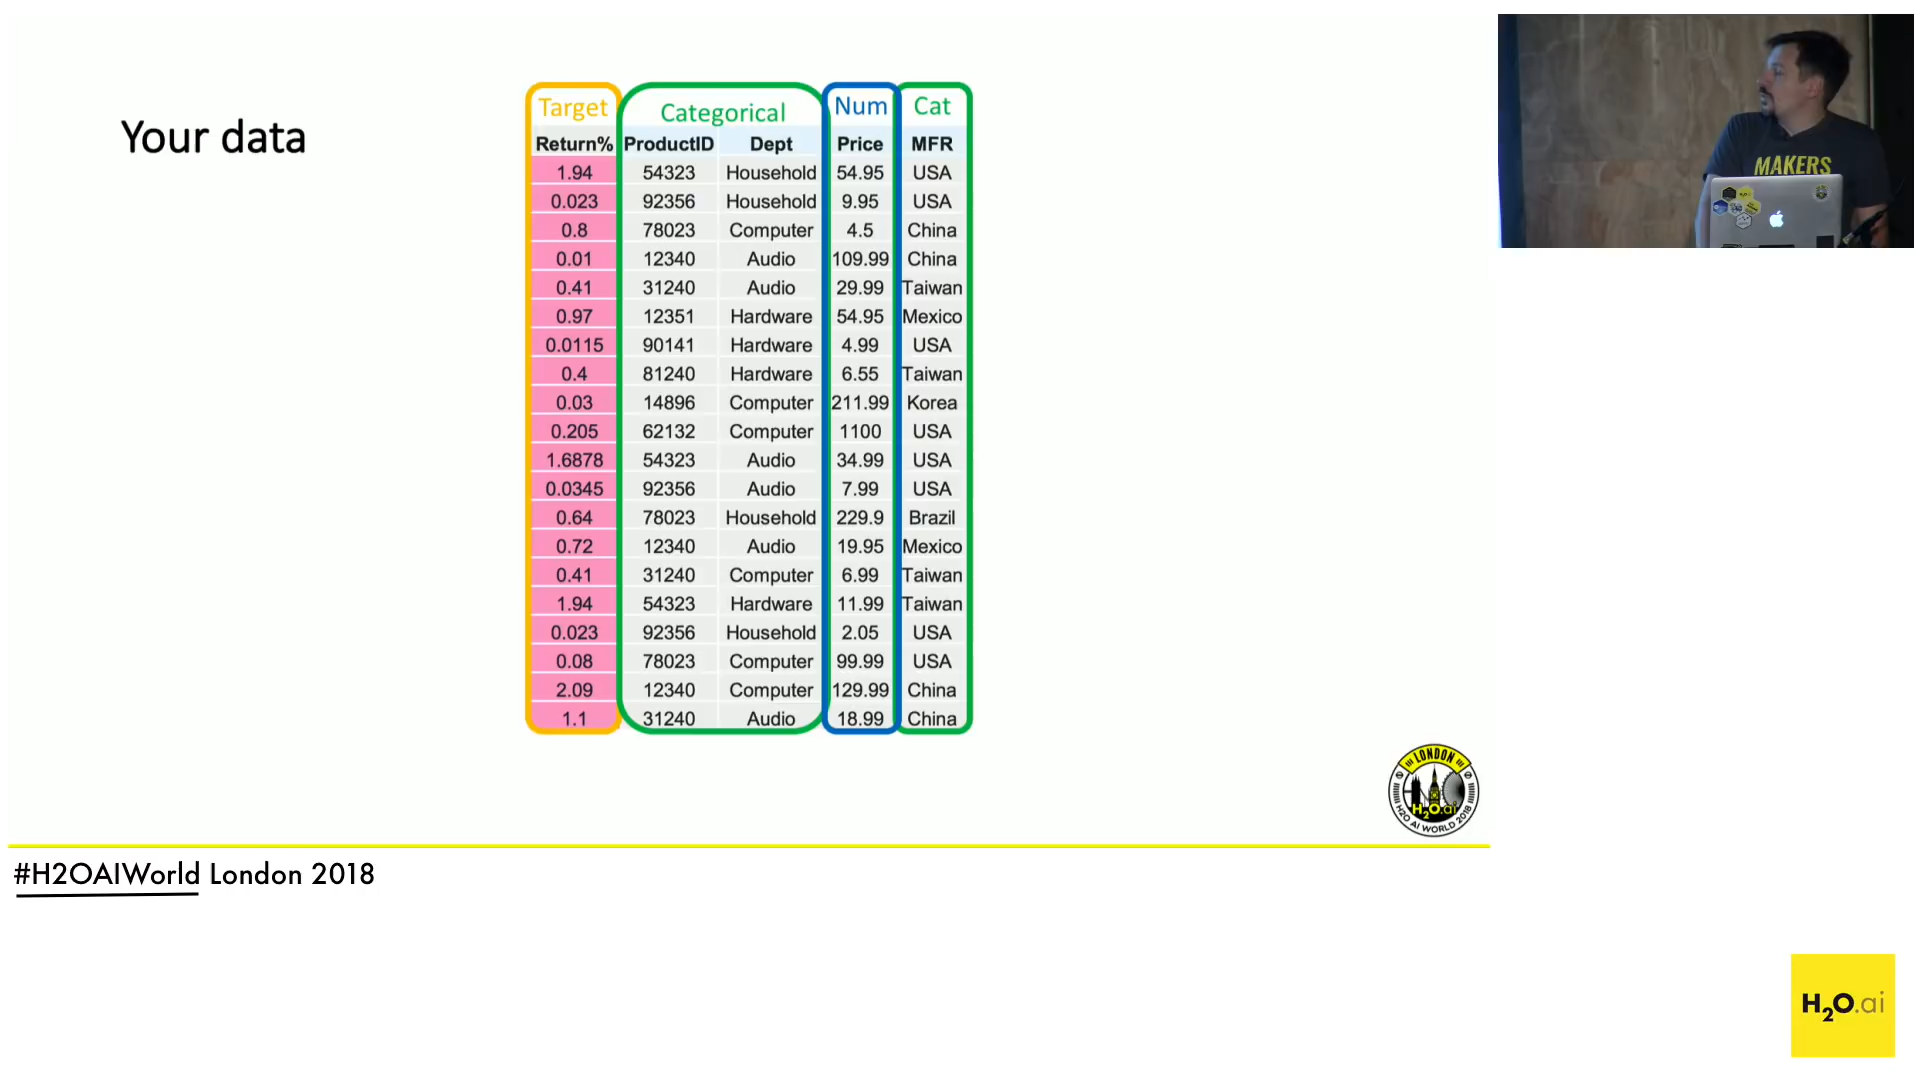 Your data
Target Categorical Num Cat
Return% ProductID Dept Price MFR
1.94 54323 Household 54.95 USA
0.023 92356 Household 9.95 USA
0.8 78023 Computer 4.5 China
0.01 12340 Audio 109.99 China
0.41 31240 Audio 29.99 Taiwan
0.97 12351 Hardware 54.95 Mexico
0.0115 90141 Hardware 4.99 USA
0.4 81240 Hardware 6.55 Taiwan
0.03 14896 Computer 211.99 Korea
0.205 62132 Computer 1100 USA
1.6878 54323 Audio 34.99 USA
0.0345 92356 Audio 7.99 USA
0.64 78023 Household 229.9 Brazil
0.72 12340 Audio 19.95 Mexico
0.41 31240 Computer 6.99 Taiwan
1.94 54323 Hardware 11.99 Taiwan
0.023 92356 Household 2.05 USA
0.08 78023 Computer 99.99 USA
2.09 12340 Computer 129.99 China
1.1 31240 Audio 18.99 China
MAKERS
LONDON
H2O.ai
H2O AI WORLD 2018
#H2OAIWorld London 2018
H2O.ai